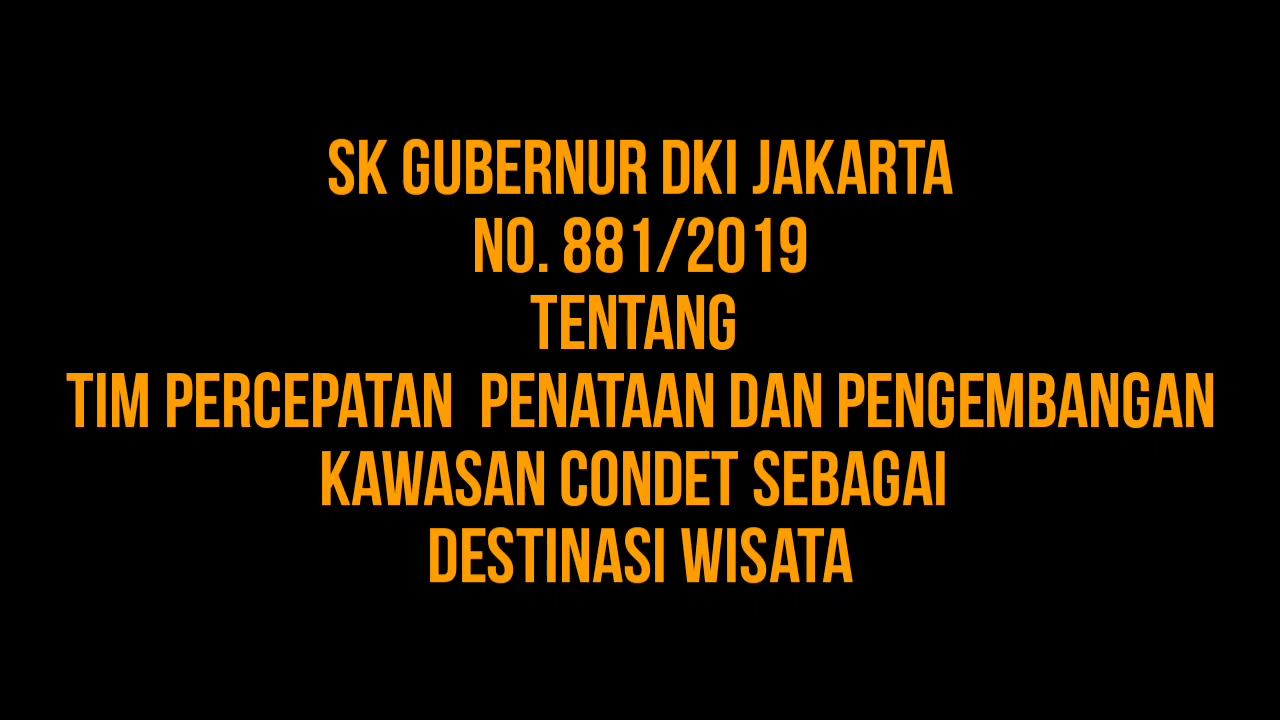 SK GUBERNUR DKI JAKARTA
NO. 881/2019
TENTANG
TIM PERCEPATAN PENATAAN DAN PENGEMBANGAN
KAWASAN CONDET SEBAGAI
DESTINASI WISATA